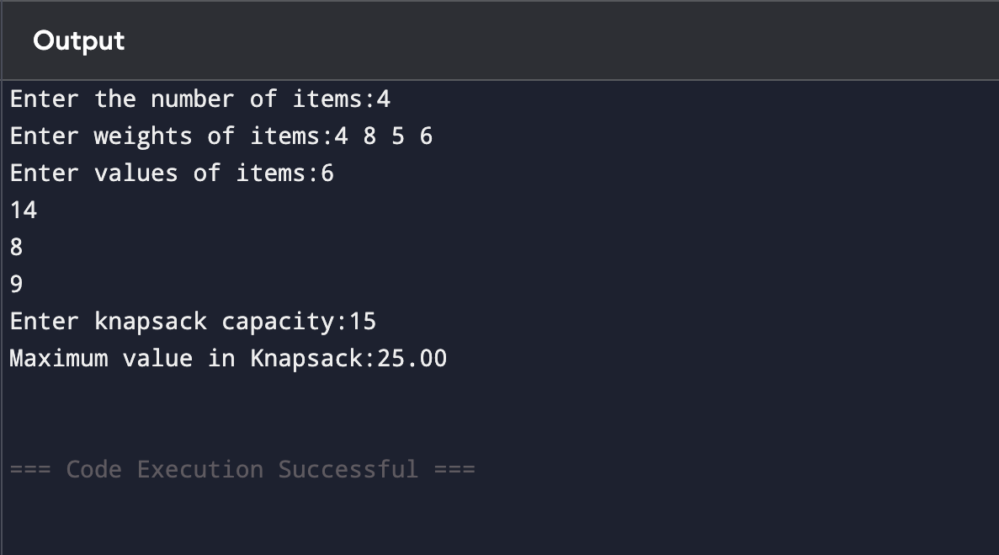 Output
Enter the number of items:4
Enter weights of items:4 8 5 6
Enter values of items:6
14
8
9
Enter knapsack capacity:15
Maximum value in Knapsack:25.00
=== Code Execution Successful ===